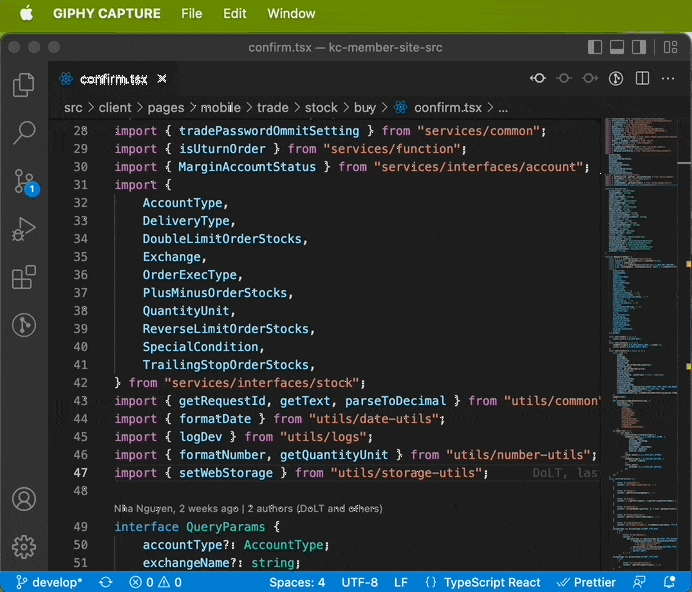 GIPHY CAPTURE File Edit Window
confirm.tsx — kc-member-site-src
confirm.tsx
src > client > pages > mobile > trade > stock > buy > confirm.tsx > ...
28 import { tradePasswordOmmitSetting } from "services/common";
29 import { isUturnOrder } from "services/function";
30 import { MarginAccountStatus } from "services/interfaces/account";
31 import {
32 AccountType,
33 DeliveryType,
34 DoubleLimitOrderStocks,
35 Exchange,
36 OrderExecType,
37 PlusMinusOrderStocks,
38 QuantityUnit,
39 ReverseLimitOrderStocks,
40 SpecialCondition,
41 TrailingStopOrderStocks,
42 } from "services/interfaces/stock";
43 import { getRequestId, getText, parseToDecimal } from "utils/common"
44 import { formatDate } from "utils/date-utils";
45 import { logDev } from "utils/logs";
46 import { formatNumber, getQuantityUnit } from "utils/number-utils";
47 import { setWebStorage } from "utils/storage-utils"; DoLT, las
48
Nha Nguyen, 2 weeks ago | 2 authors (DoLT and others)
49 interface QueryParams {
50 accountType?: AccountType;
51 exchangeName?: string;
1
develop* 0 0 Spaces: 4 UTF-8 LF {} TypeScript React Prettier